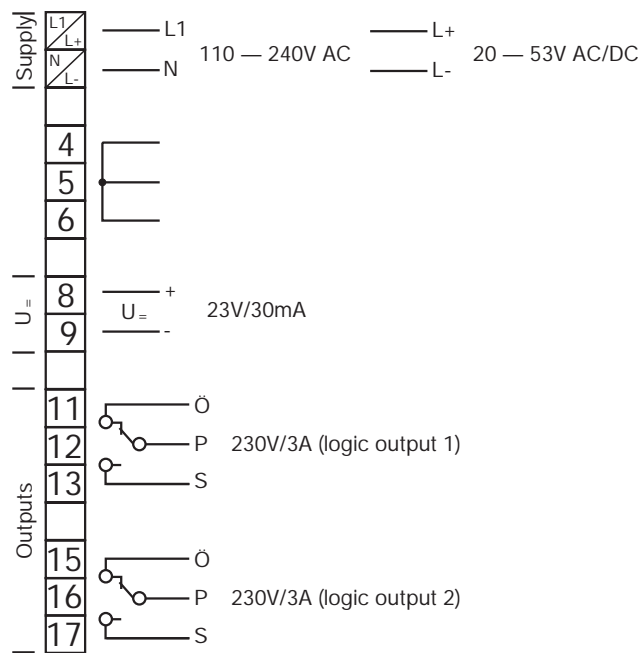 Supply
L1
L+
L1
110 — 240V AC
L+
20 — 53V AC/DC
N
L-
N
L-
4
5
6
U =
8
+
U =
23V/30mA
9
-
Outputs
11
Ö
12
P
230V/3A (logic output 1)
13
S
15
Ö
16
P
230V/3A (logic output 2)
17
S